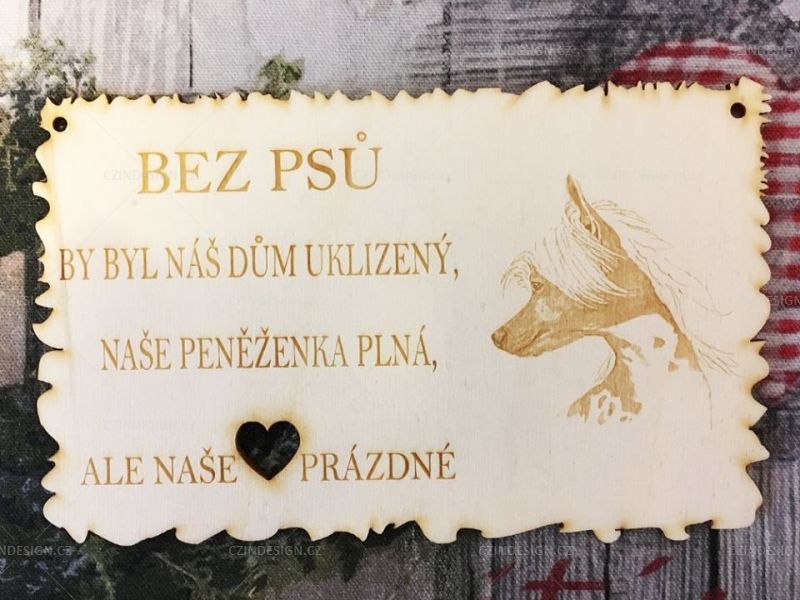 BEZ PSŮ
BY BYL NÁŠ DŮM UKLIZENÝ,
NAŠE PENĚŽENKA PLNÁ,
ALE NAŠE PRÁZDNÉ
CZINDESIGN.CZ